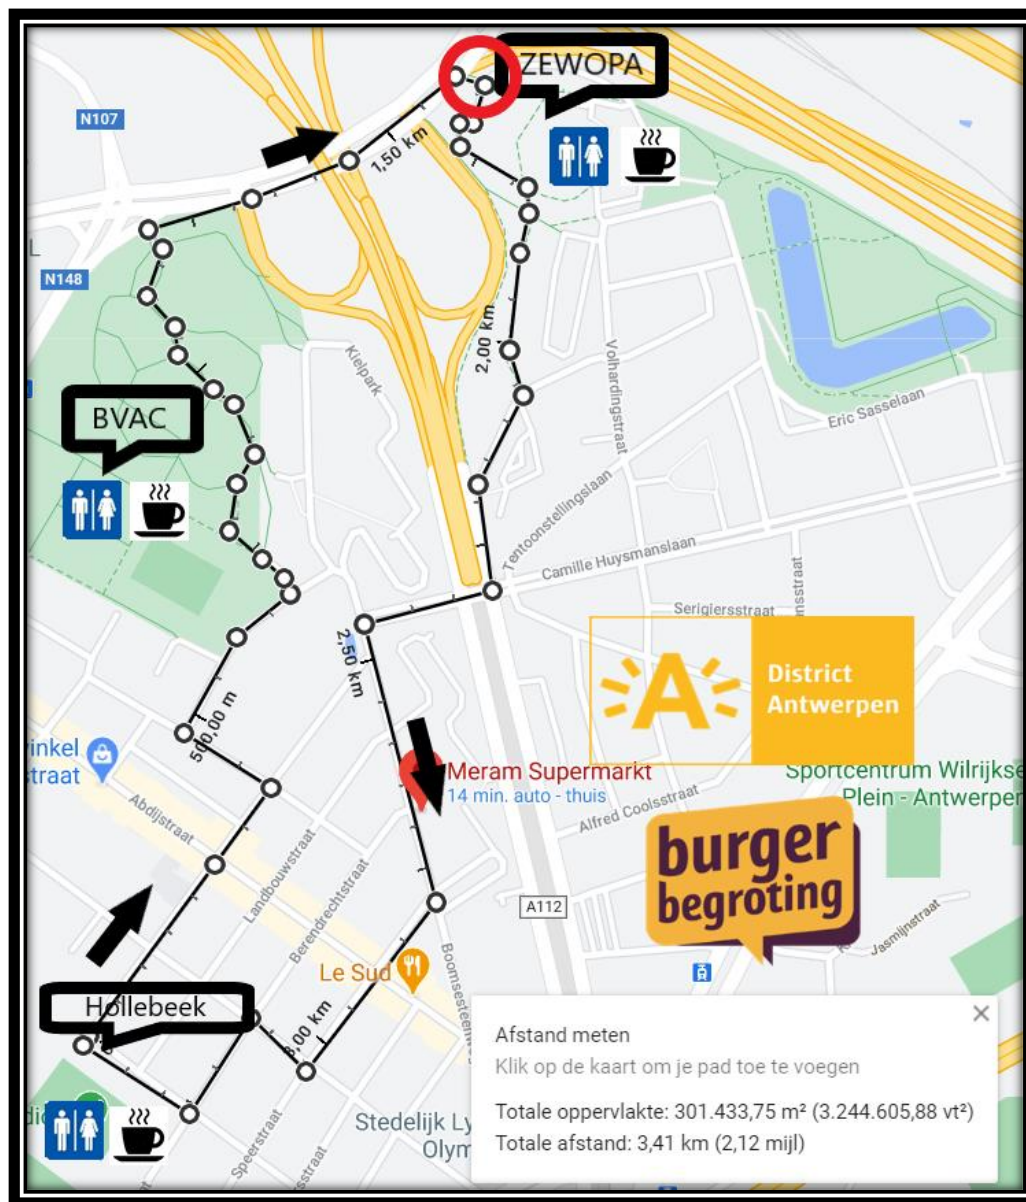 ZEWOPA
N107
1,50 km
N148
Kielpark
2,00 km
Volhardingstraat
BVAC
Eric Sasselaan
Tentoonstellingslaan
Camille Huysmanslaan
Serigiersstraat
ensstraat
2,50 km
District
Antwerpen
A
500,00 m
inkel
straat
Meram Supermarkt
14 min. auto - thuis
Sportcentrum Wilrijkse
Plein - Antwerpen
Abdijstraat
Alfred Coolsstraat
burger
begroting
Landbouwstraat
Berendrechtstraat
A112
Jasmijnstraat
Le Sud
Boomsesteenweg
Hollebeek
3,00 km
Afstand meten
Klik op de kaart om je pad toe te voegen
Totale oppervlakte: 301.433,75 m² (3.244.605,88 vt²)
Totale afstand: 3,41 km (2,12 mijl)
Stedelijk Ly
Olym
Speerstraat
straat